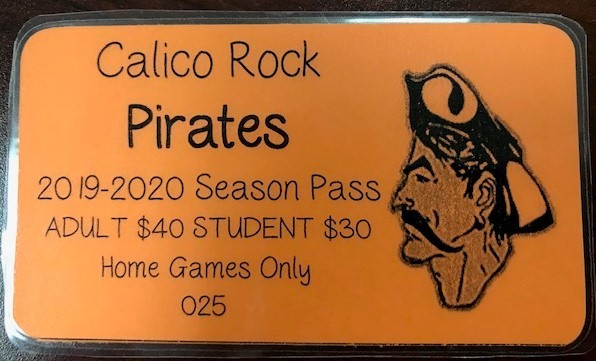 Calico Rock
Pirates
2019-2020 Season Pass
ADULT $40 STUDENT $30
Home Games Only
025